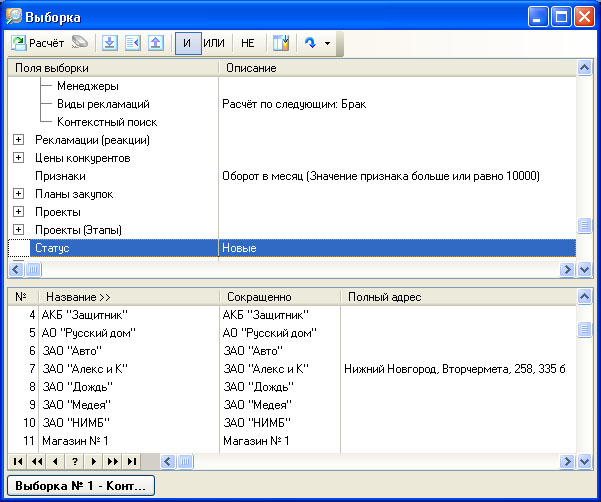 Выборка
Расчёт И ИЛИ НЕ
Поля выборки Описание
Менеджеры
Виды рекламаций Расчёт по следующим: Брак
Контекстный поиск
Рекламации (реакции)
Цены конкурентов
Признаки Оборот в месяц (Значение признака больше или равно 10000)
Планы закупок
Проекты
Проекты (Этапы)
Статус Новые
№ Название >> Сокращенно Полный адрес
4 АКБ "Защитник" АКБ "Защитник"
5 АО "Русский дом" АО "Русский дом"
6 ЗАО "Авто" ЗАО "Авто"
7 ЗАО "Алекс и К" ЗАО "Алекс и К" Нижний Новгород, Вторчермета, 258, 335 б
8 ЗАО "Дождь" ЗАО "Дождь"
9 ЗАО "Медея" ЗАО "Медея"
10 ЗАО "НИМБ" ЗАО "НИМБ"
11 Магазин № 1 Магазин № 1
?
Выборка № 1 - Конт...